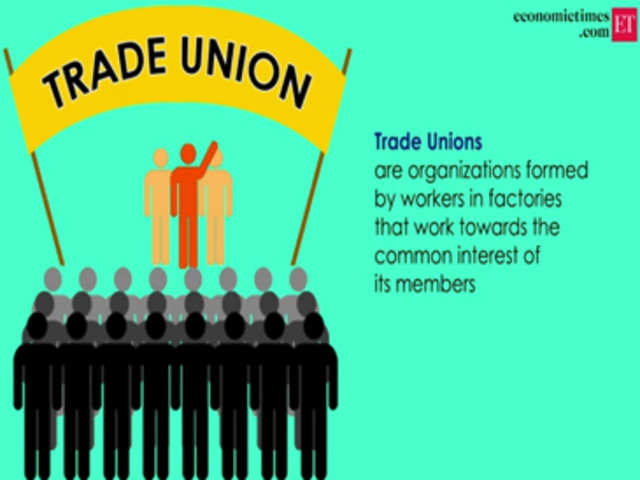 economictimes
.com
ET
TRADE UNION
Trade Unions
are organizations formed
by workers in factories
that work towards the
common interest of
its members